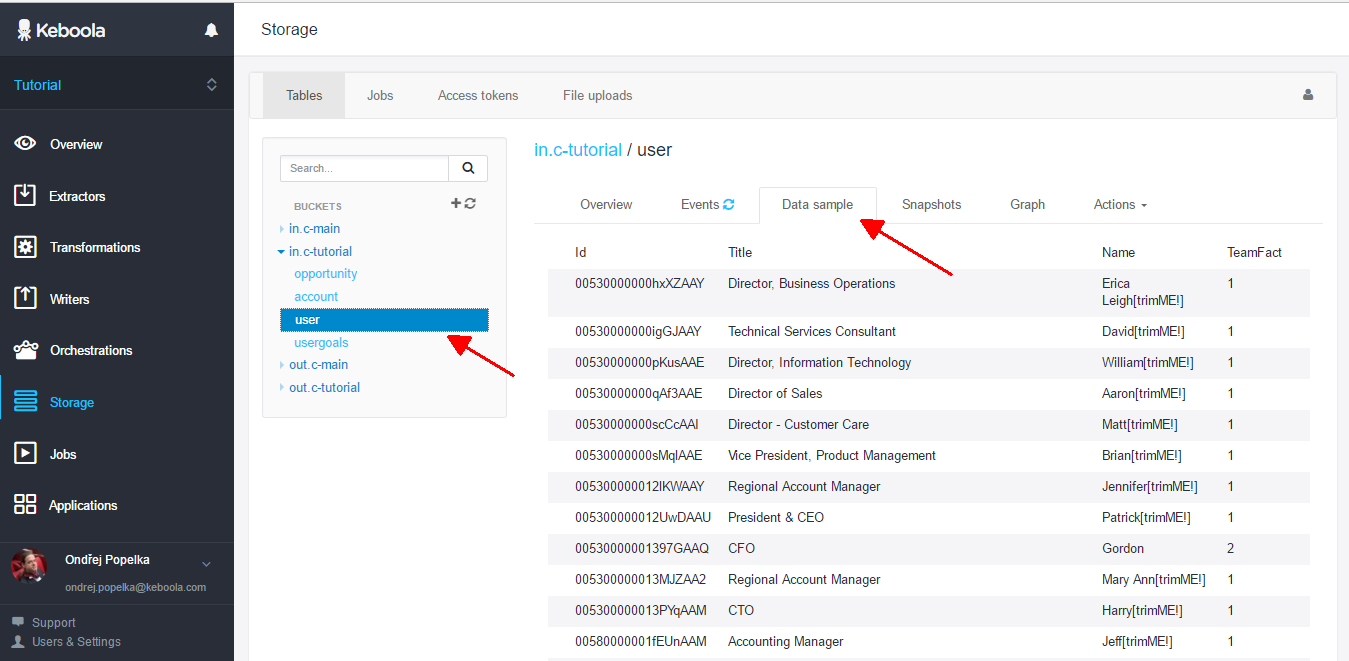 Keboola
Tutorial
Overview
Extractors
Transformations
Writers
Orchestrations
Storage
Jobs
Applications
Ondřej Popelka
ondrej.popelka@keboola.com
Support
Users & Settings
Storage
Tables Jobs Access tokens File uploads
Search...
BUCKETS
in.c-main
in.c-tutorial
opportunity
account
user
usergoals
out.c-main
out.c-tutorial
in.c-tutorial / user
Overview Events Data sample Snapshots Graph Actions
Id Title Name TeamFact
00530000000hxXZAAY Director, Business Operations Erica 1
Leigh[trimME!]
00530000000igGJAAY Technical Services Consultant David[trimME!] 1
00530000000pKusAAE Director, Information Technology William[trimME!] 1
00530000000qAf3AAE Director of Sales Aaron[trimME!] 1
00530000000scCcAAI Director - Customer Care Matt[trimME!] 1
00530000000sMqIAAE Vice President, Product Management Brian[trimME!] 1
005300000012IKWAAY Regional Account Manager Jennifer[trimME!] 1
005300000012UwDAAU President & CEO Patrick[trimME!] 1
00530000001397GAAQ CFO Gordon 2
005300000013MJZAA2 Regional Account Manager Mary Ann[trimME!] 1
005300000013PYqAAM CTO Harry[trimME!] 1
00580000001fEUnAAM Accounting Manager Jeff[trimME!] 1